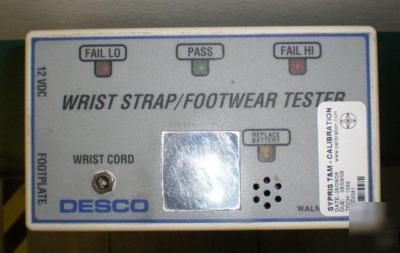 FAIL LO
PASS
FAIL HI
12 VDC
WRIST STRAP/FOOTWEAR TESTER
FOOTPLATE
WRIST CORD
REPLACE
BATTERY
DESCO
SYPRIS T&M - CALIBRATION